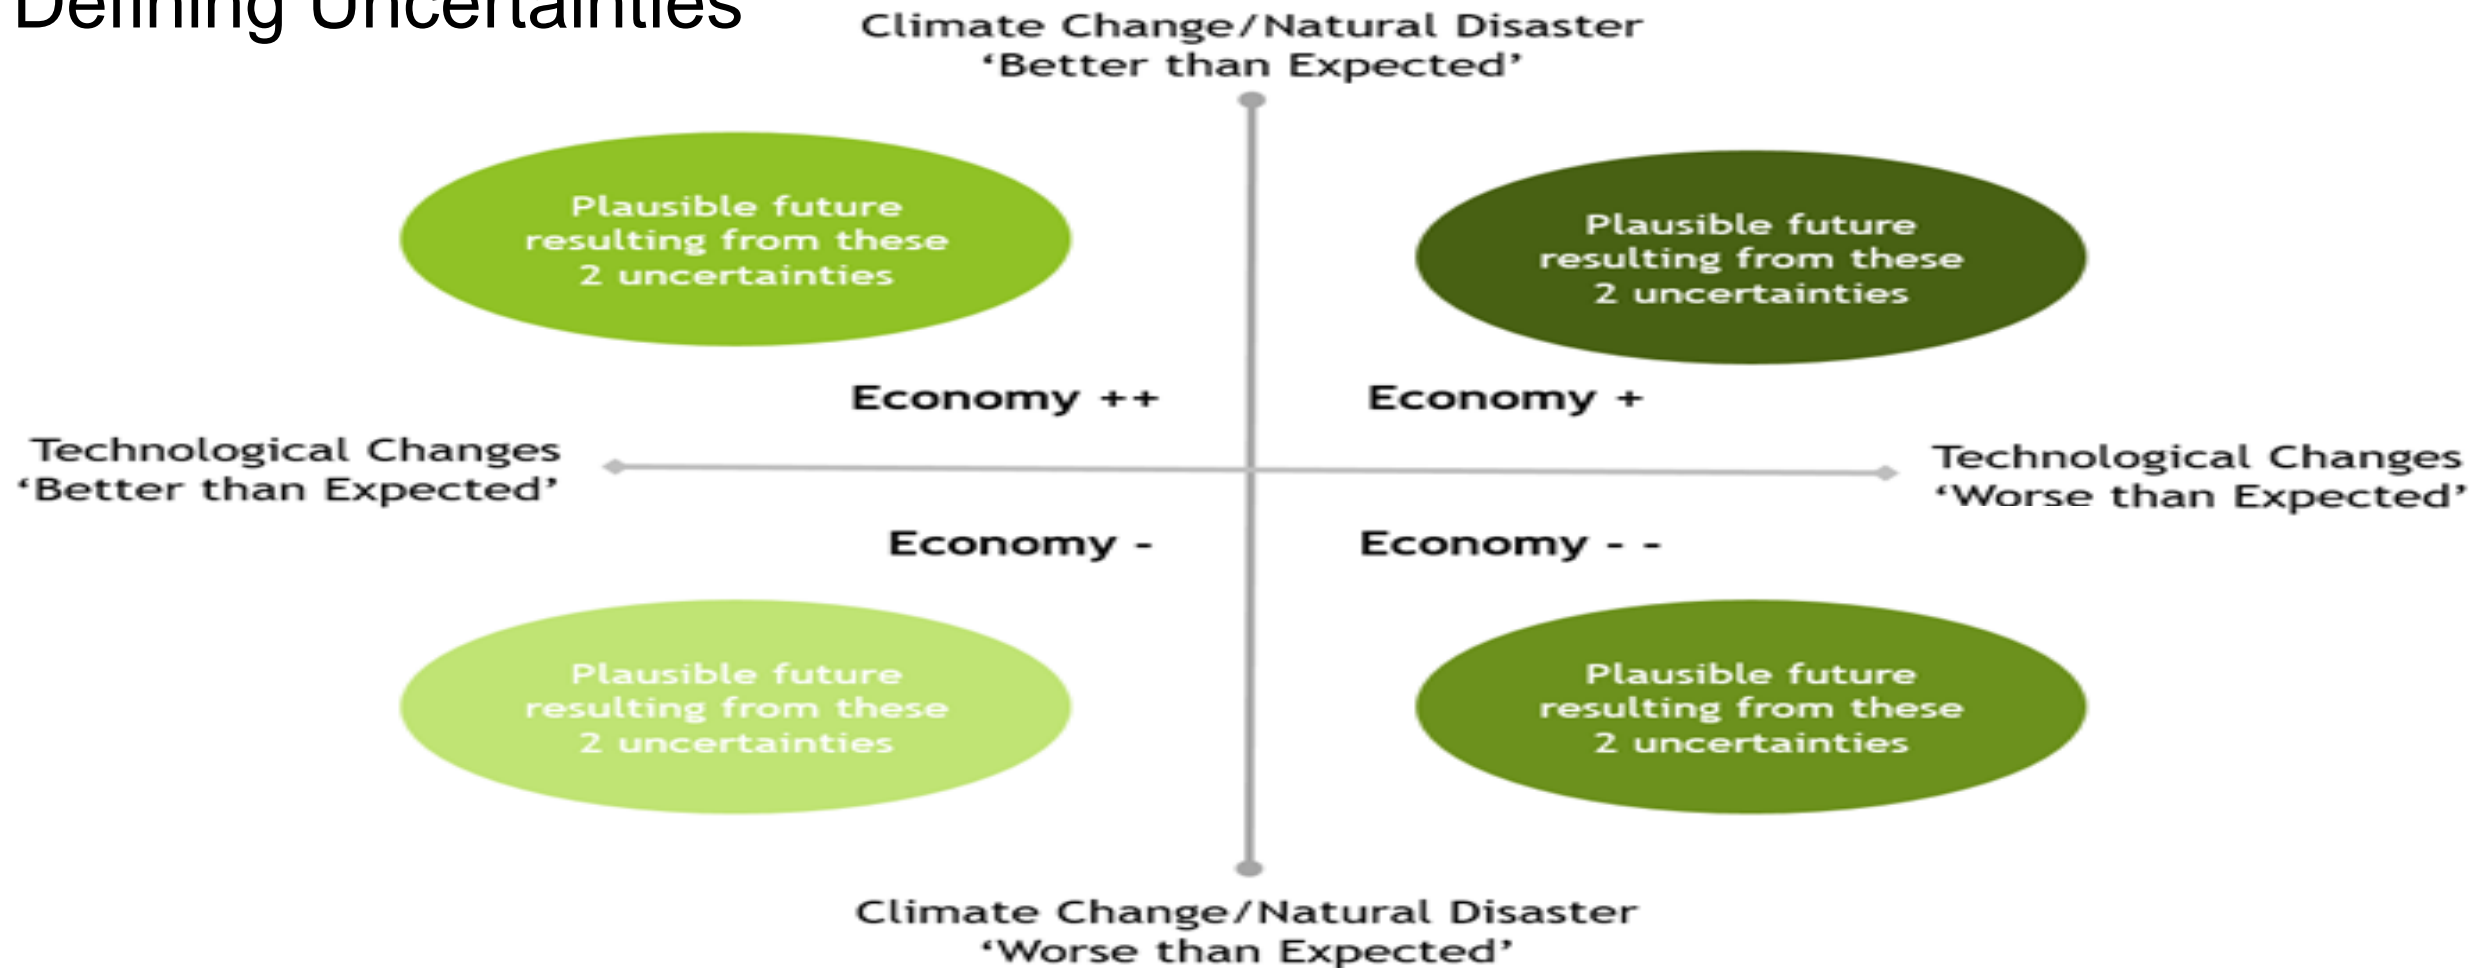 Defining Uncertainties
Climate Change/Natural Disaster
‘Better than Expected’
Plausible future
resulting from these
2 uncertainties
Plausible future
resulting from these
2 uncertainties
Economy ++
Economy +
Technological Changes
‘Better than Expected’
Technological Changes
‘Worse than Expected’
Economy -
Economy - -
Plausible future
resulting from these
2 uncertainties
Plausible future
resulting from these
2 uncertainties
Climate Change/Natural Disaster
‘Worse than Expected’